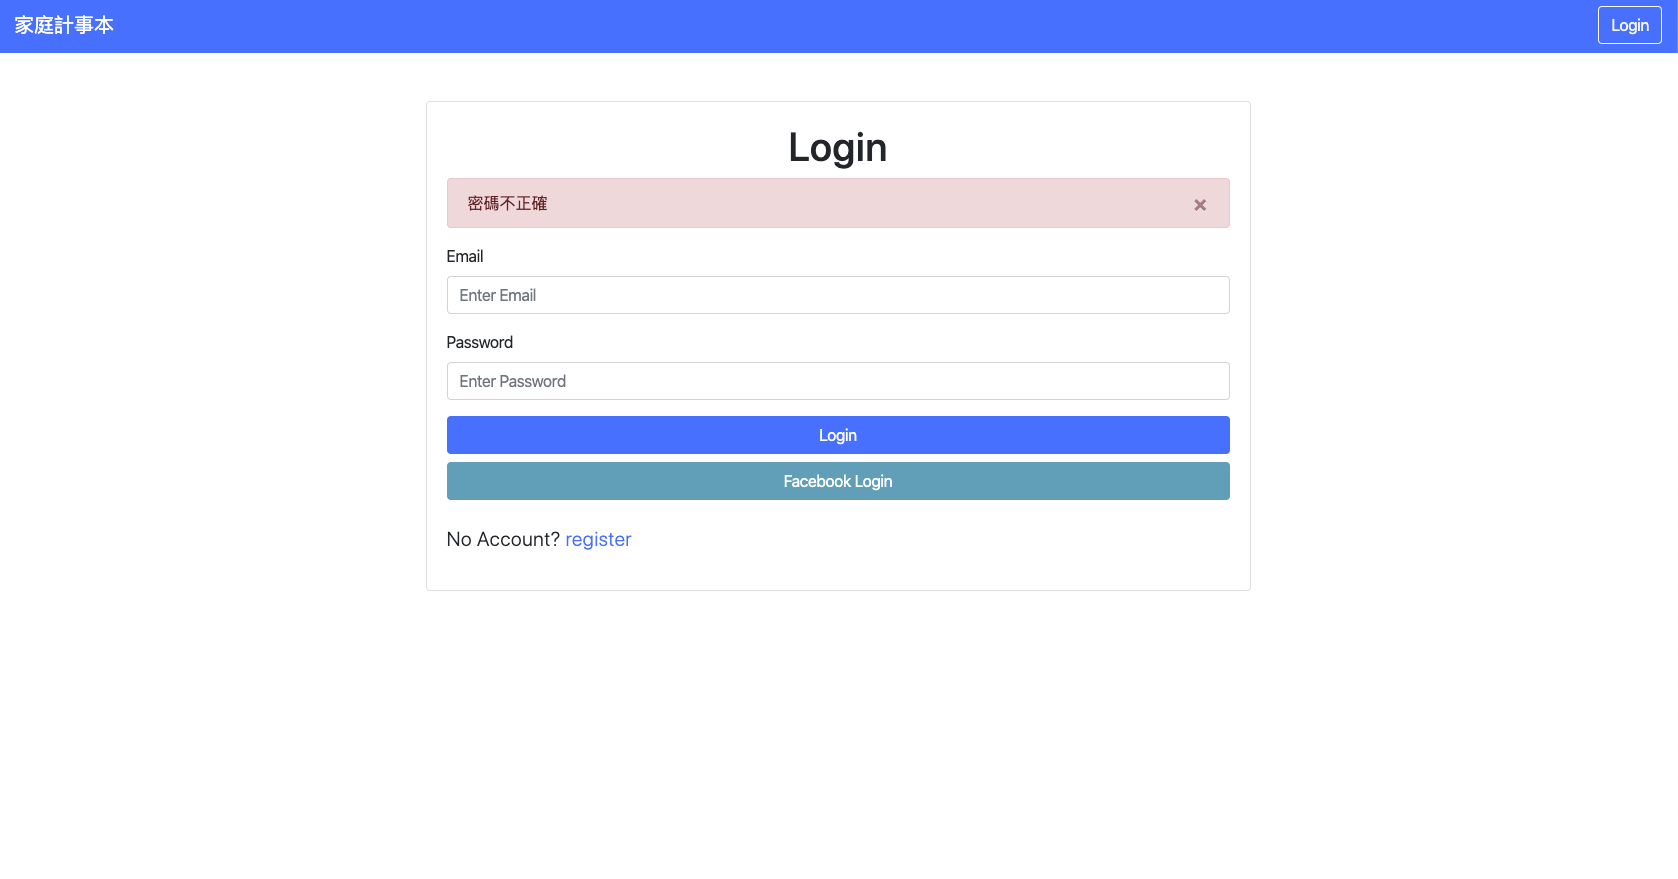 家庭計事本
Login
Login
密碼不正確
×
Email
Enter Email
Password
Enter Password
Login
Facebook Login
No Account? register